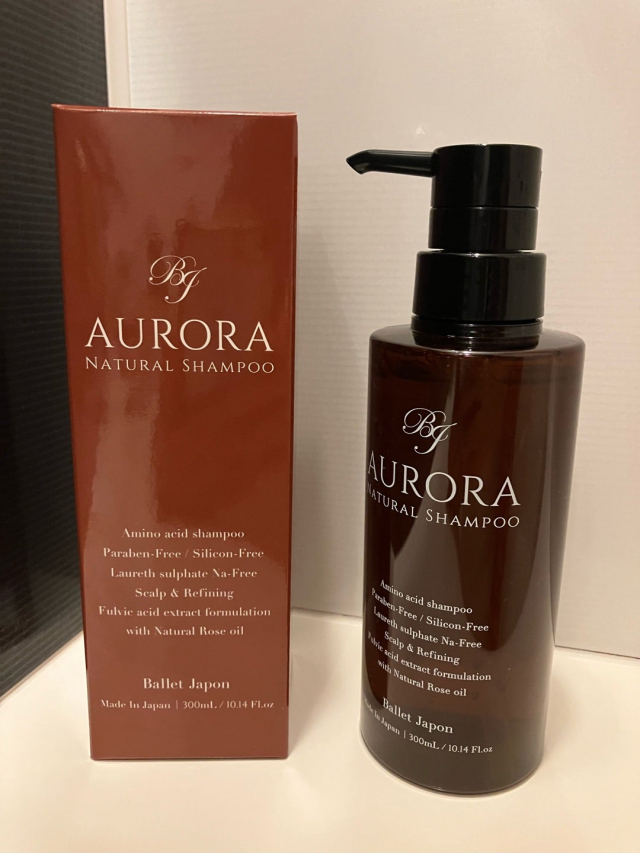 BJ
AURORA
NATURAL SHAMPOO
Amino acid shampoo
Paraben-Free / Silicon-Free
Laureth sulphate Na-Free
Scalp & Refining
Fulvic acid extract formulation
with Natural Rose oil
Ballet Japon
Made In Japan | 300mL / 10.14 Fl.oz
BJ
AURORA
NATURAL SHAMPOO
Amino acid shampoo
Paraben-Free / Silicon-Free
Laureth sulphate Na-Free
Scalp & Refining
Fulvic acid extract formulation
with Natural Rose oil
Ballet Japon
Made In Japan | 300mL / 10.14 Fl.oz